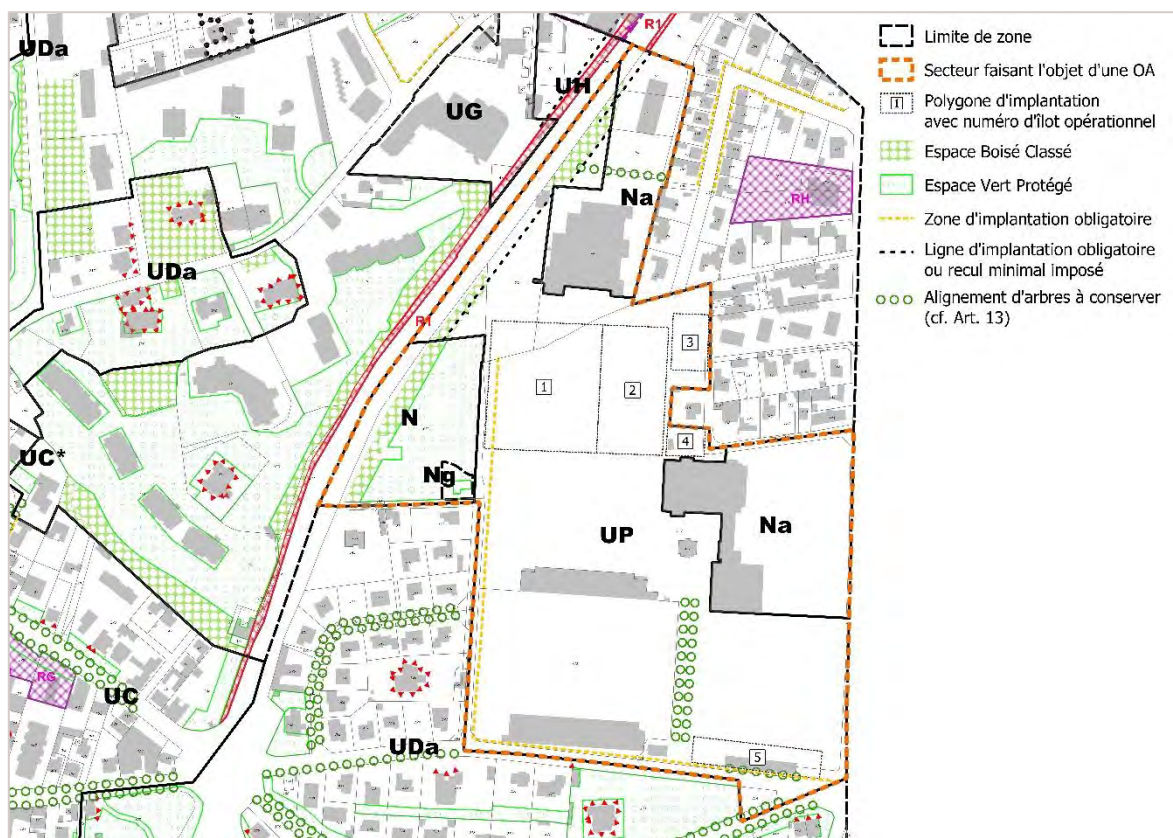 UDa
R1
UH
UG
Na
RH
UDa
R1
3
1
2
N
4
UC*
Ng
UP
Na
RG
UC
UDa
5
Limite de zone
Secteur faisant l'objet d'une OA
1
Polygone d'implantation
avec numéro d'îlot opérationnel
Espace Boisé Classé
Espace Vert Protégé
Zone d'implantation obligatoire
Ligne d'implantation obligatoire
ou recul minimal imposé
Alignement d'arbres à conserver
(cf. Art. 13)